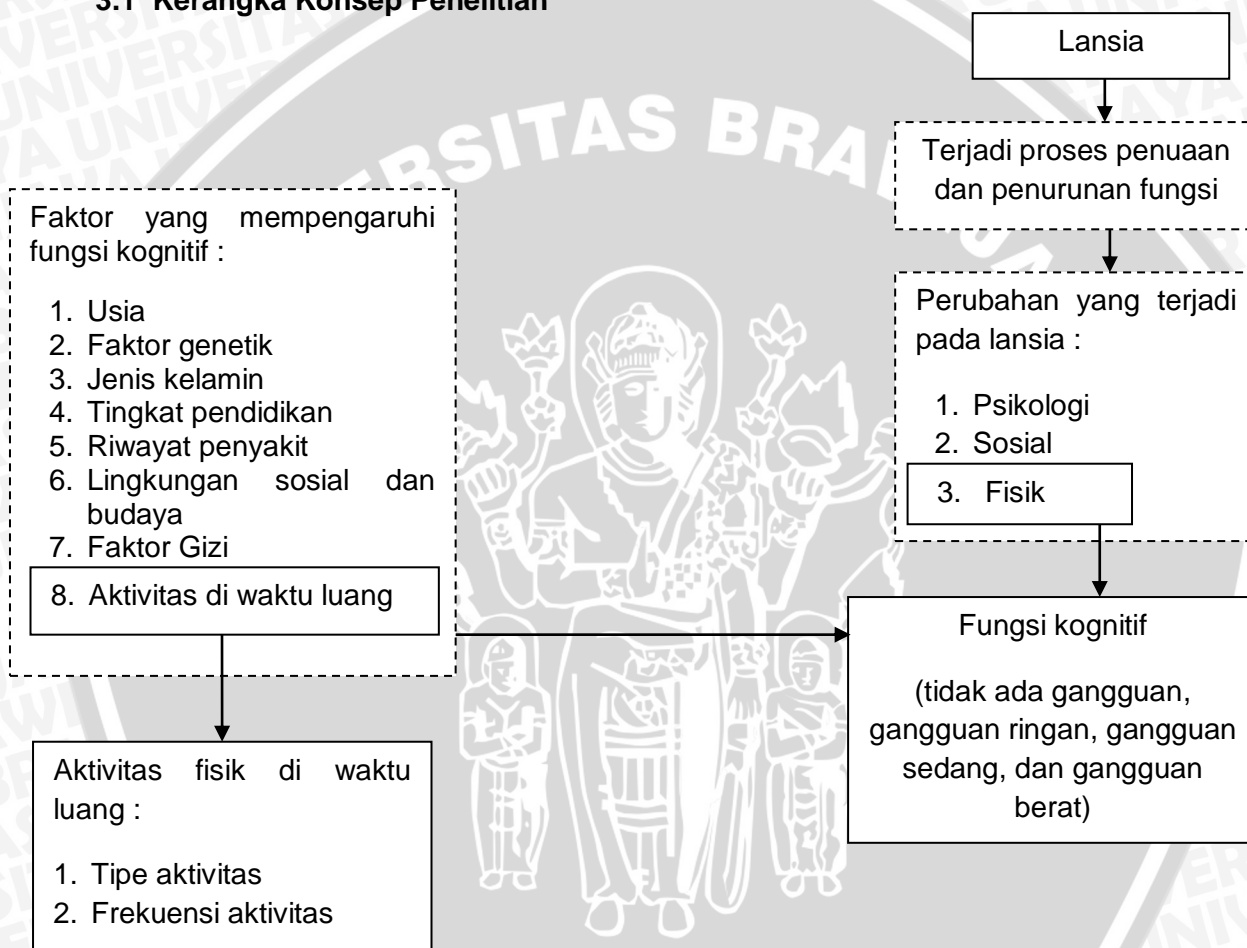 3.1 Kerangka Konsep Penelitian
Lansia
Terjadi proses penuaan
dan penurunan fungsi
Perubahan yang terjadi
pada lansia :
1. Psikologi
2. Sosial
3. Fisik
Faktor yang mempengaruhi
fungsi kognitif :
1. Usia
2. Faktor genetik
3. Jenis kelamin
4. Tingkat pendidikan
5. Riwayat penyakit
6. Lingkungan sosial dan
budaya
7. Faktor Gizi
8. Aktivitas di waktu luang
Fungsi kognitif
(tidak ada gangguan,
gangguan ringan, gangguan
sedang, dan gangguan
berat)
Aktivitas fisik di waktu
luang :
1. Tipe aktivitas
2. Frekuensi aktivitas